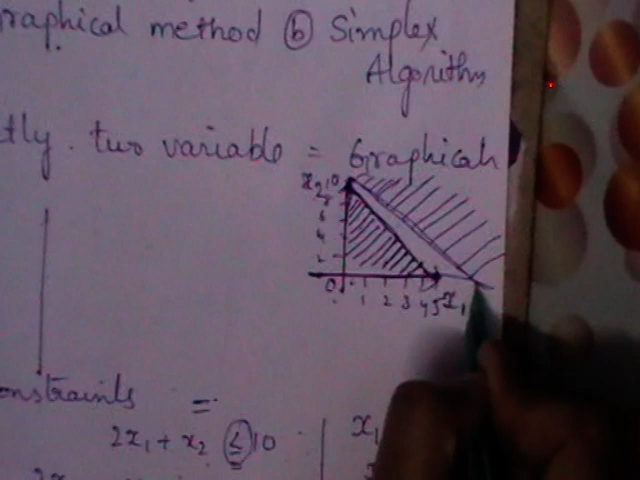 raphical method ⓑ Simplex
Algorithm
tly. two variable = Graphical
x₂ 10
8
6
4
2
0 1 2 3 4 5 x₁
onstraints =
2x₁ + x₂ ≤ 10
x₁